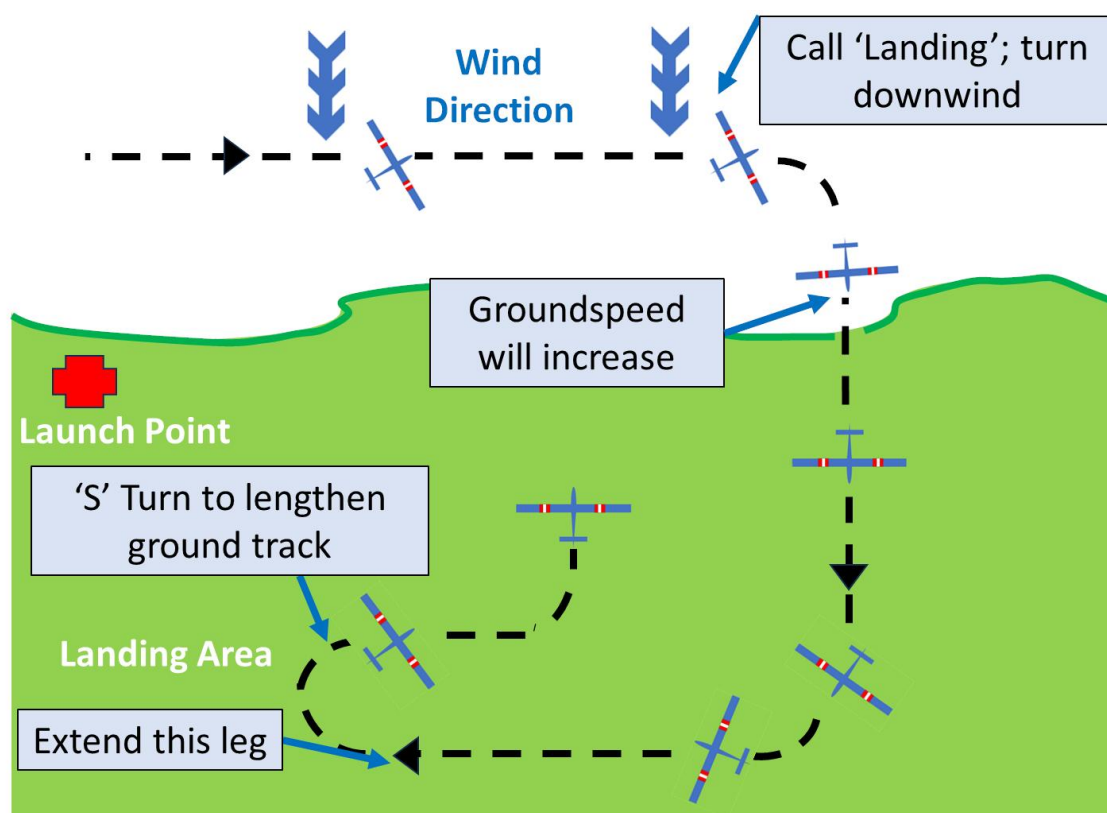 Wind
Direction
Call ‘Landing’; turn
downwind
Groundspeed
will increase
Launch Point
‘S’ Turn to lengthen
ground track
Landing Area
Extend this leg